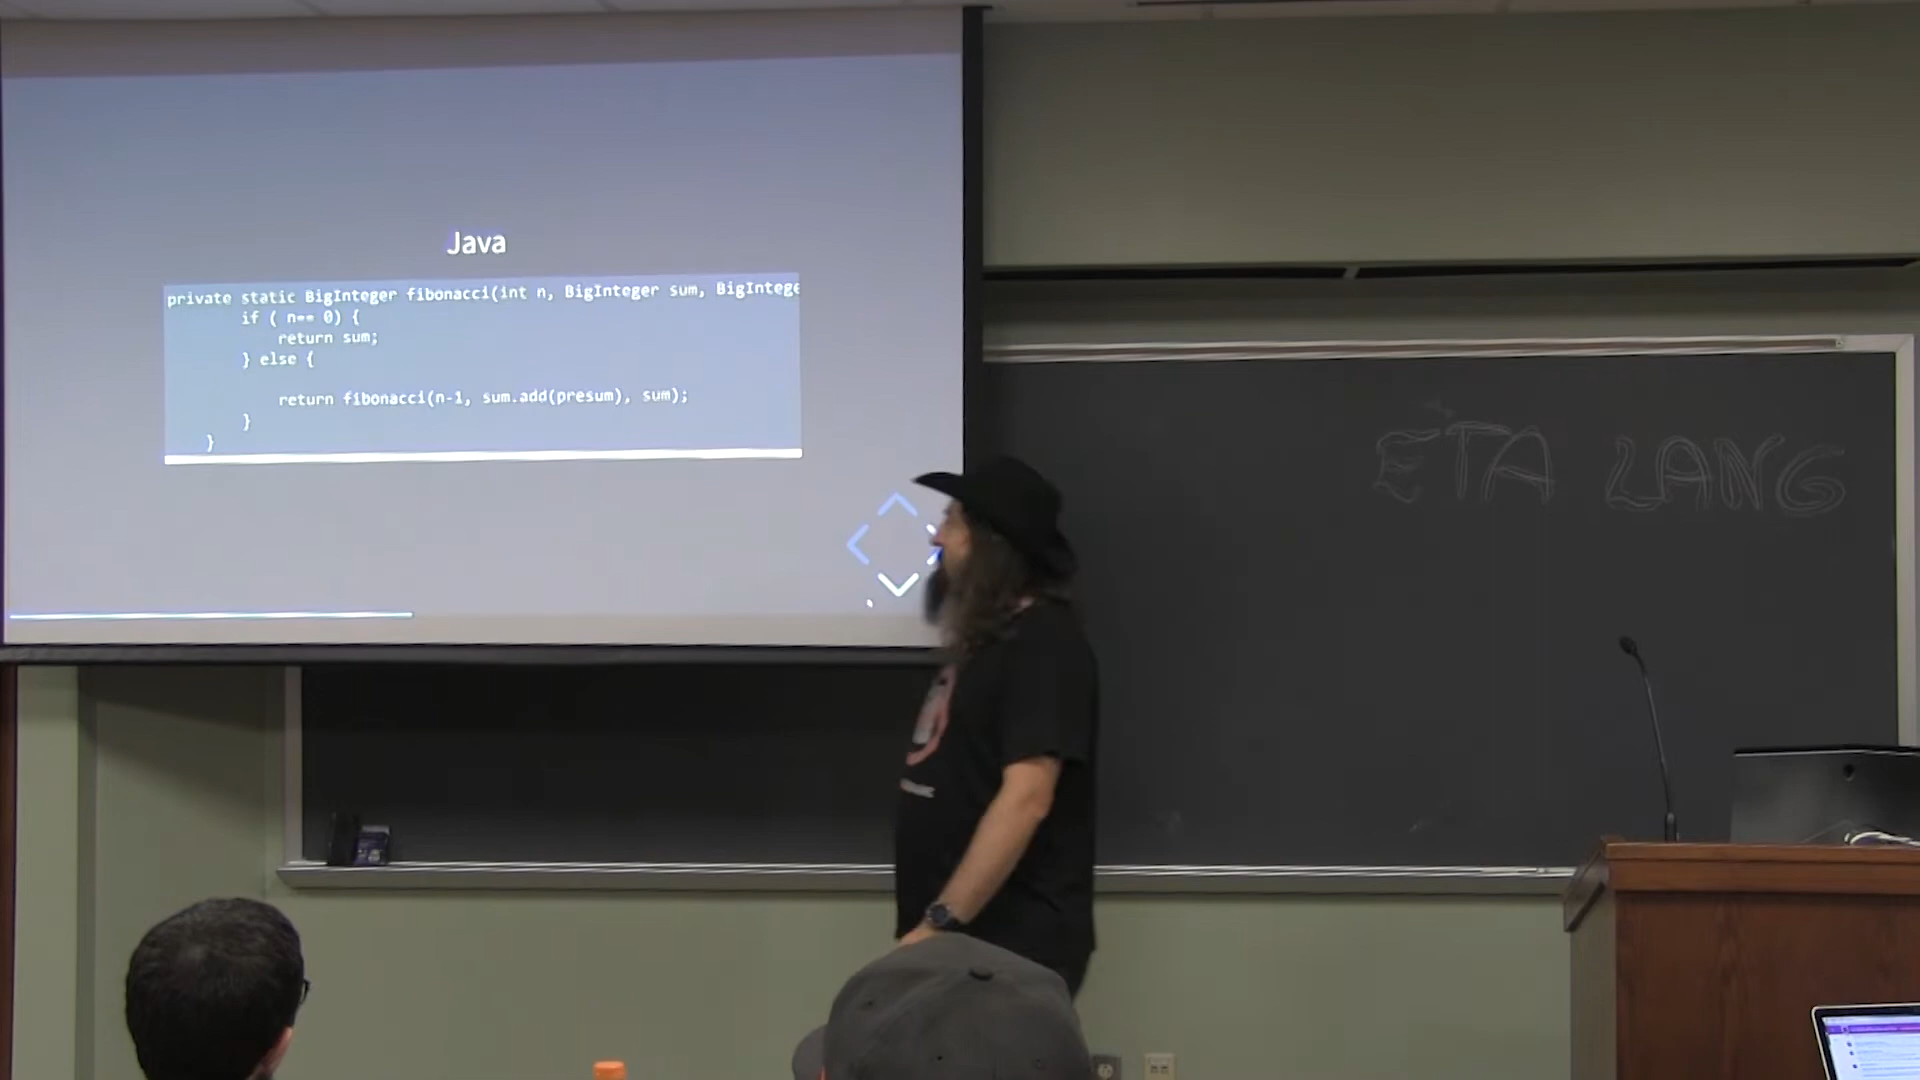 Java
private static BigInteger fibonacci(int n, BigInteger sum, BigIntege
if ( n== 0) {
return sum;
} else {
return fibonacci(n-1, sum.add(presum), sum);
}
}
ETA LANG